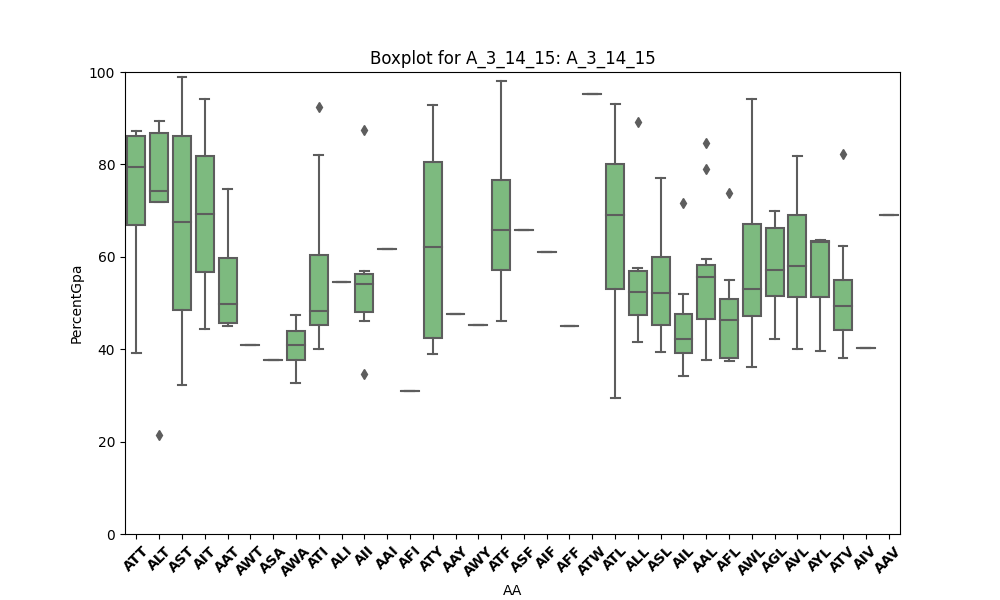 Boxplot for A_3_14_15: A_3_14_15
100
80
60
40
20
0
PercentGpa
ATT ALT AST AIT AAT AWT ASA AWA ATI ALI AII AAI AFI ATY AAY AWY ATF ASF AIF AFF ATW ATL ALL ASL AIL AAL AFL AWL AGL AVL AYL ATV AIV AAV
AA